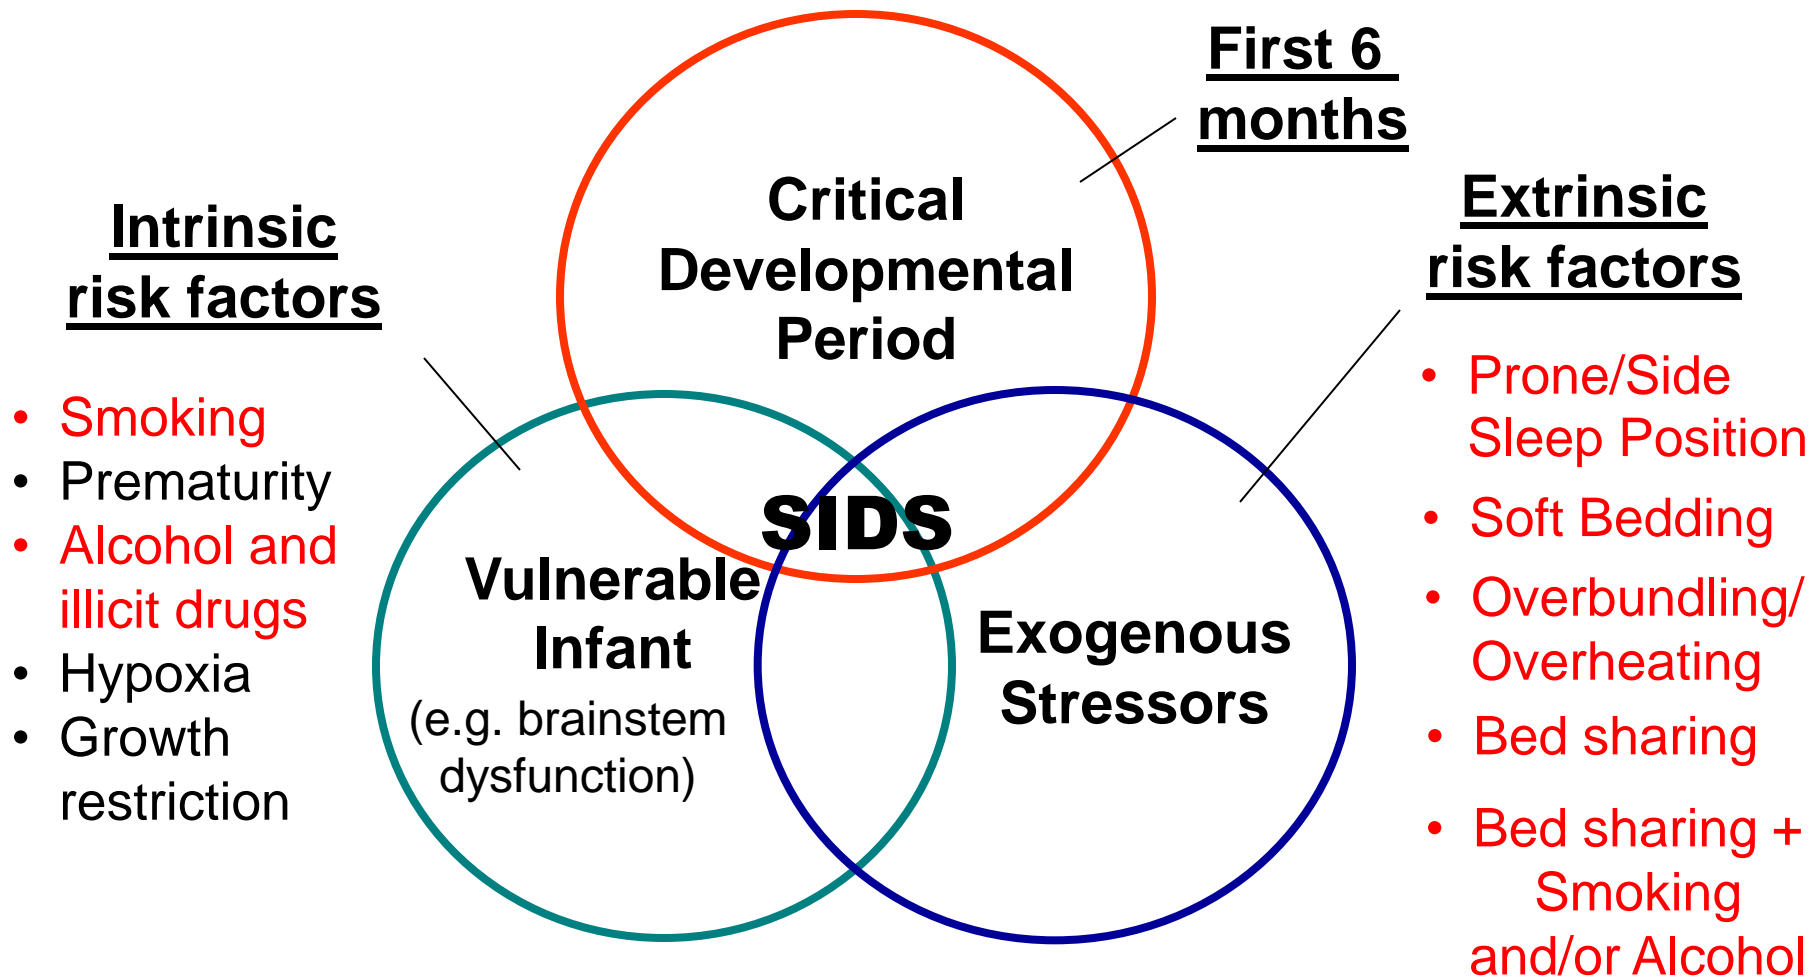 First 6
months
Critical
Developmental
Period
Intrinsic
risk factors
• Smoking
• Prematurity
• Alcohol and
illicit drugs
• Hypoxia
• Growth
restriction
SIDS
Vulnerable
Infant
(e.g. brainstem
dysfunction)
Exogenous
Stressors
Extrinsic
risk factors
• Prone/Side
Sleep Position
• Soft Bedding
• Overbundling/
Overheating
• Bed sharing
• Bed sharing +
Smoking
and/or Alcohol